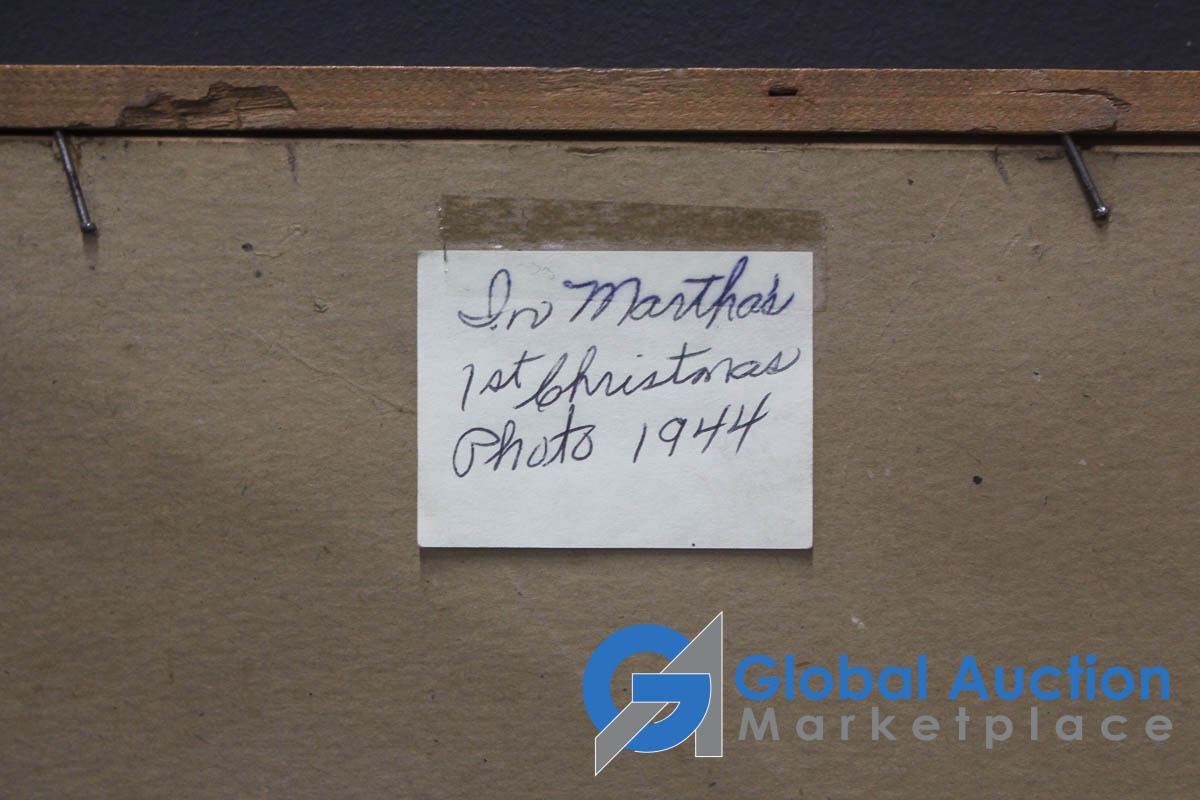 In Martha's
1st Christmas
Photo 1944
Global Auction
Marketplace